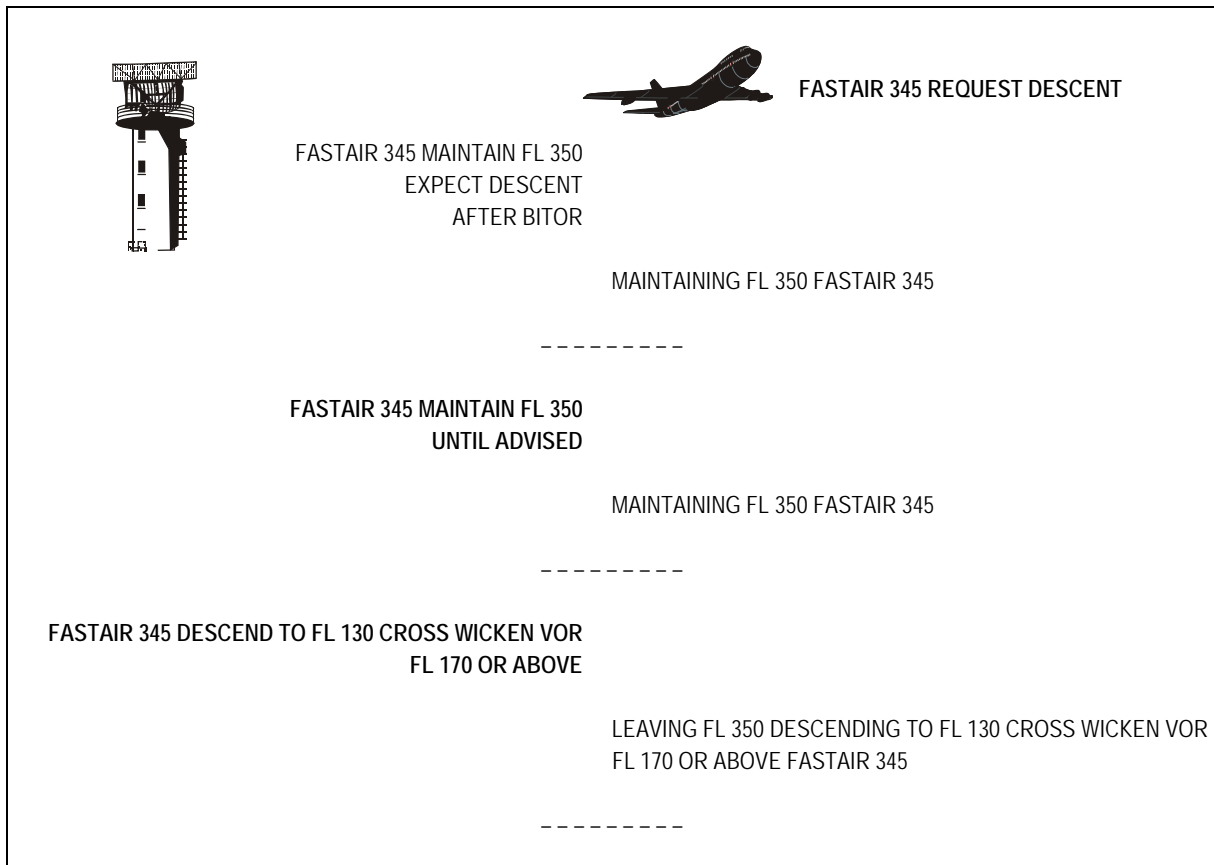 FASTAIR 345 REQUEST DESCENT
FASTAIR 345 MAINTAIN FL 350
EXPECT DESCENT
AFTER BITOR
MAINTAINING FL 350 FASTAIR 345
_ _ _ _ _ _ _ _ _
FASTAIR 345 MAINTAIN FL 350
UNTIL ADVISED
MAINTAINING FL 350 FASTAIR 345
_ _ _ _ _ _ _ _ _
FASTAIR 345 DESCEND TO FL 130 CROSS WICKEN VOR
FL 170 OR ABOVE
LEAVING FL 350 DESCENDING TO FL 130 CROSS WICKEN VOR
FL 170 OR ABOVE FASTAIR 345
_ _ _ _ _ _ _ _ _